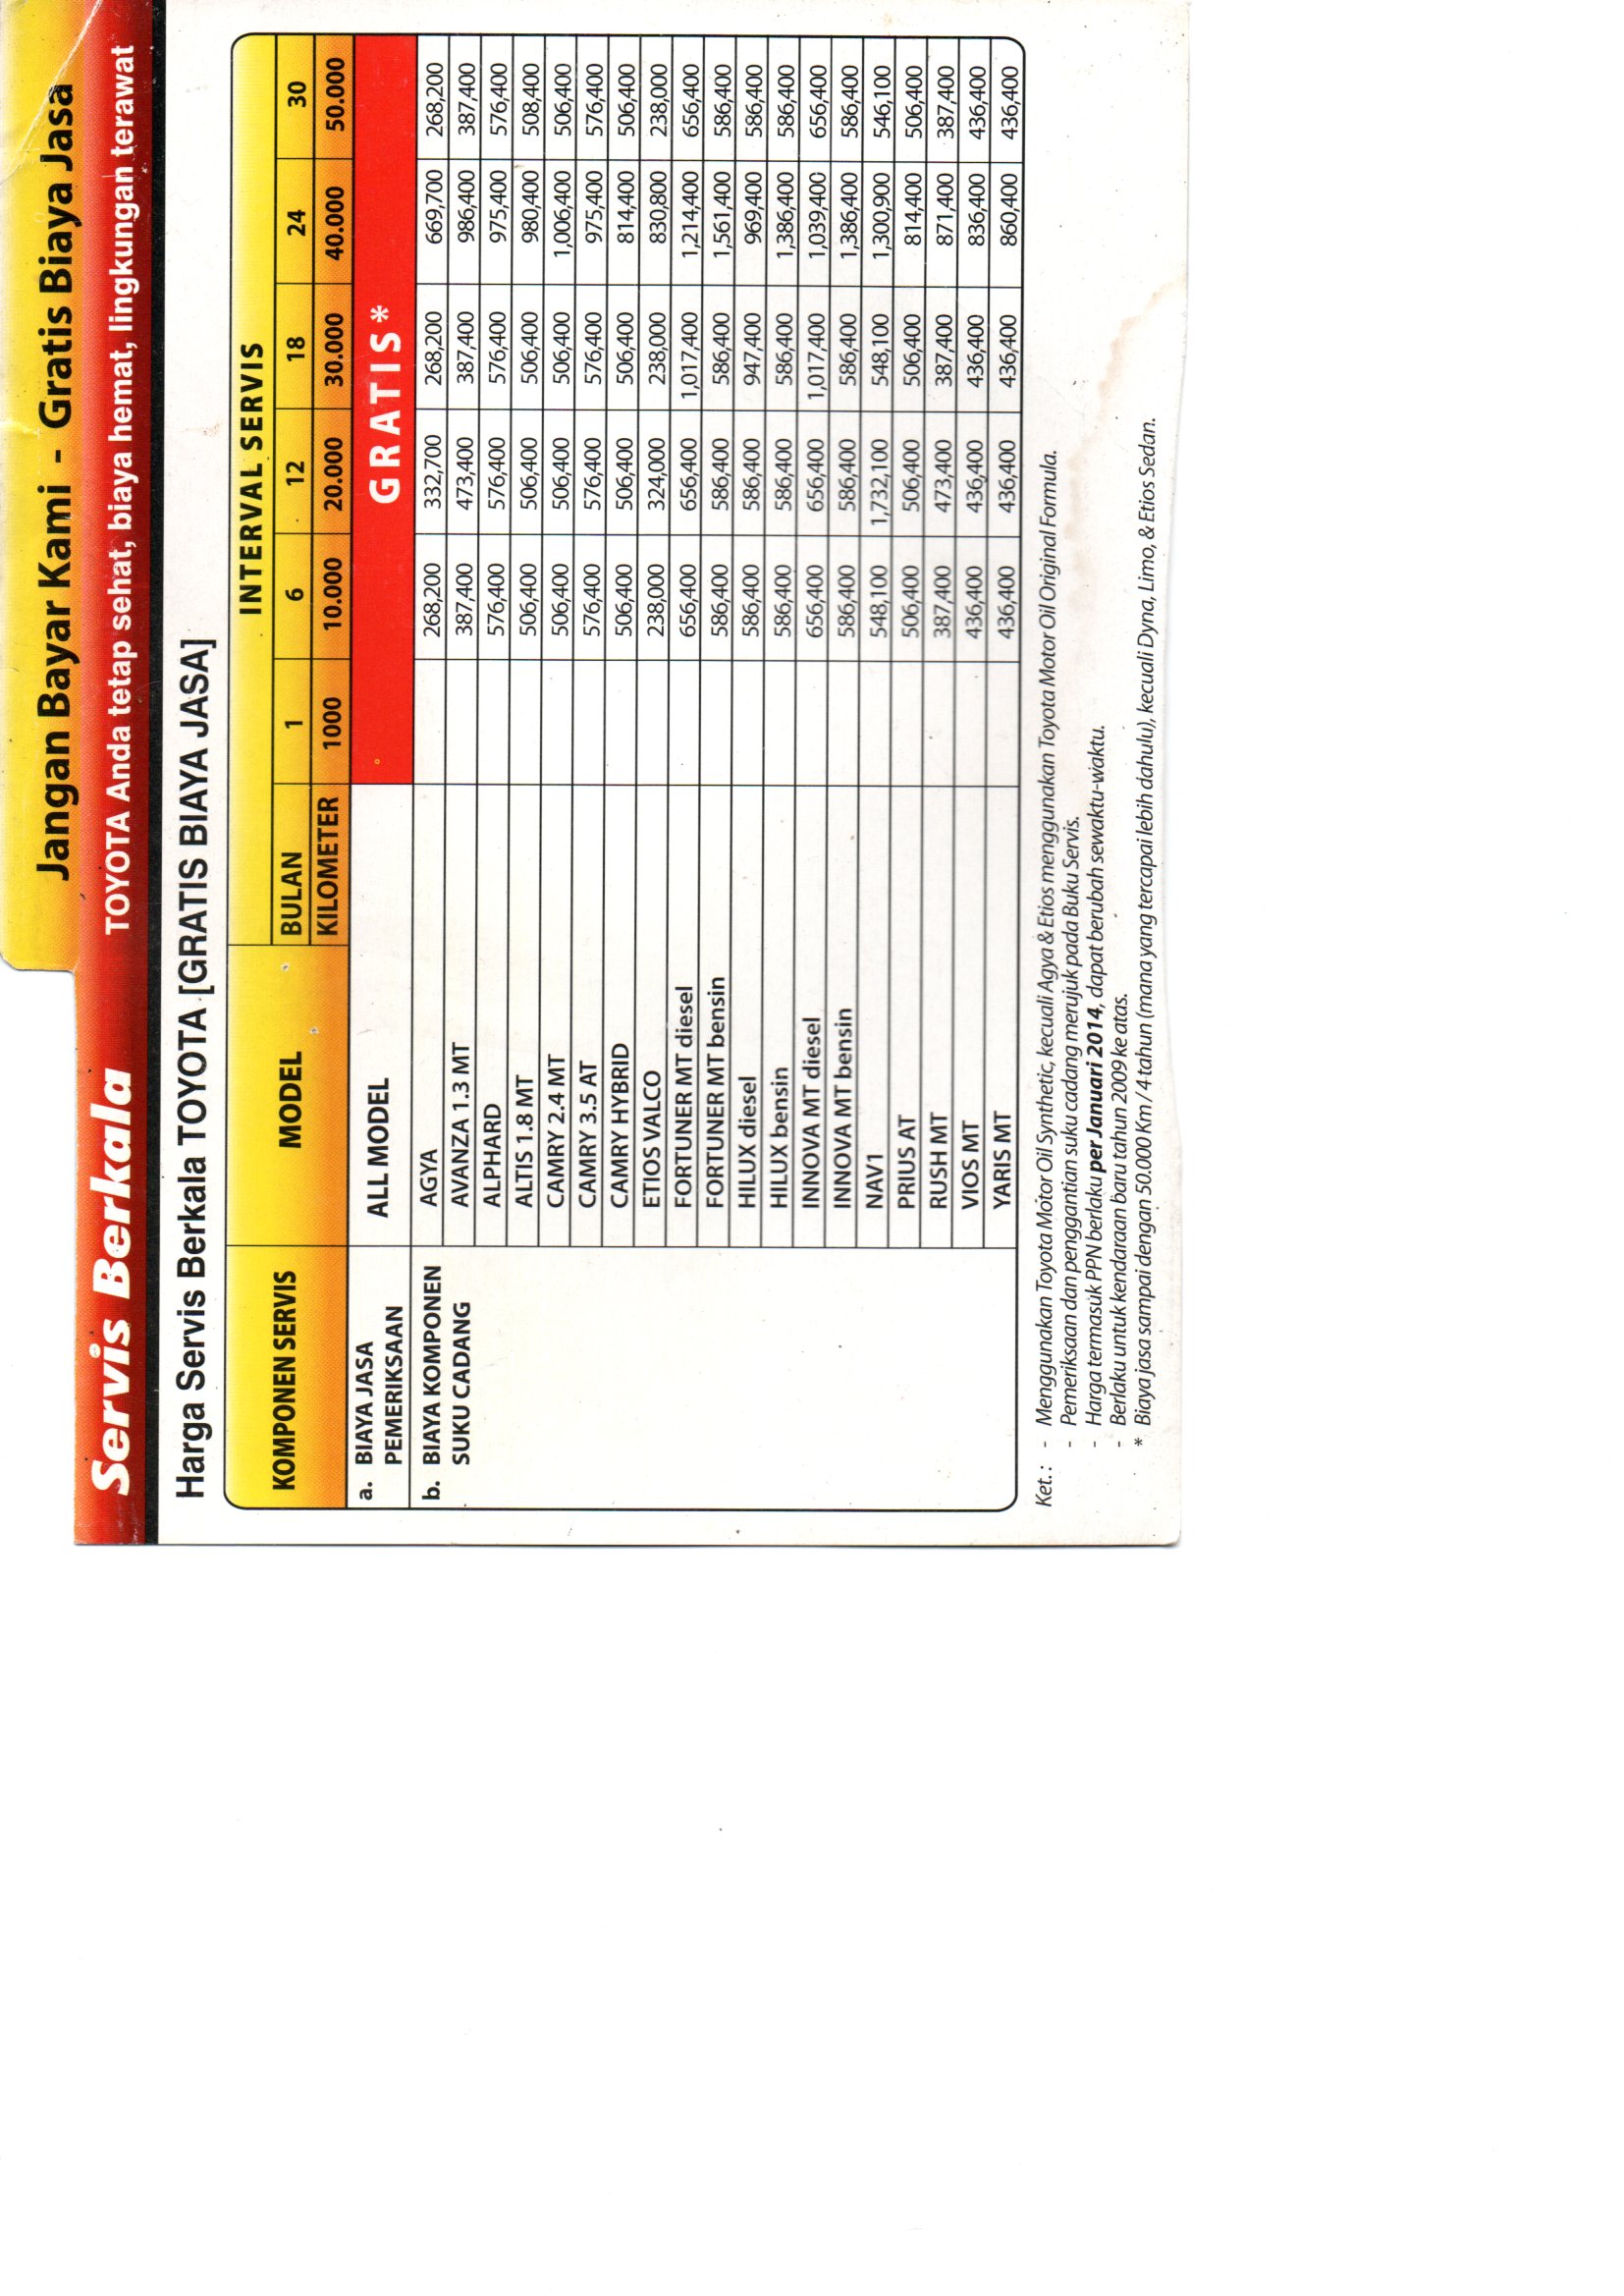 Jangan Bayar Kami - Gratis Biaya Jasa
Servis Berkala TOYOTA Anda tetap sehat, biaya hemat, lingkungan terawat
Harga Servis Berkala TOYOTA [GRATIS BIAYA JASA]
KOMPONEN SERVIS MODEL INTERVAL SERVIS
BULAN 1 6 12 18 24 30
KILOMETER 1000 10.000 20.000 30.000 40.000 50.000
a. BIAYA JASA PEMERIKSAAN ALL MODEL GRATIS*
b. BIAYA KOMPONEN SUKU CADANG
AGYA 268,200 332,700 268,200 669,700 268,200
AVANZA 1.3 MT 387,400 473,400 387,400 986,400 387,400
ALPHARD 576,400 576,400 576,400 975,400 576,400
ALTIS 1.8 MT 506,400 506,400 506,400 980,400 508,400
CAMRY 2.4 MT 506,400 506,400 506,400 1,006,400 506,400
CAMRY 3.5 AT 576,400 576,400 576,400 975,400 576,400
CAMRY HYBRID 506,400 506,400 506,400 814,400 506,400
ETIOS VALCO 238,000 324,000 238,000 830,800 238,000
FORTUNER MT diesel 656,400 656,400 1,017,400 1,214,400 656,400
FORTUNER MT bensin 586,400 586,400 586,400 1,561,400 586,400
HILUX diesel 586,400 586,400 947,400 969,400 586,400
HILUX bensin 586,400 586,400 586,400 1,386,400 586,400
INNOVA MT diesel 656,400 656,400 1,017,400 1,039,400 656,400
INNOVA MT bensin 586,400 586,400 586,400 1,386,400 586,400
NAV1 548,100 1,732,100 548,100 1,300,900 546,100
PRIUS AT 506,400 506,400 506,400 814,400 506,400
RUSH MT 387,400 473,400 387,400 871,400 387,400
VIOS MT 436,400 436,400 436,400 836,400 436,400
YARIS MT 436,400 436,400 436,400 860,400 436,400
Ket.: - Menggunakan Toyota Motor Oil Synthetic, kecuali Agya & Etios menggunakan Toyota Motor Oil Original Formula.
- Pemeriksaan dan penggantian suku cadang merujuk pada Buku Servis.
- Harga termasuk PPN berlaku per Januari 2014, dapat berubah sewaktu-waktu.
- Berlaku untuk kendaraan baru tahun 2009 ke atas.
* Biaya jasa sampai dengan 50.000 Km / 4 tahun (mana yang tercapai lebih dahulu), kecuali Dyna, Limo, & Etios Sedan.